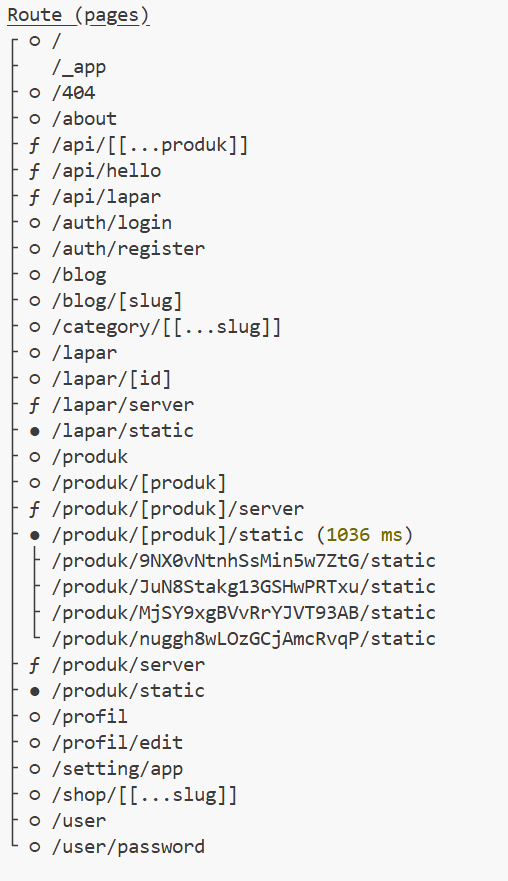 Route (pages)
┌ ○ /
├   /_app
├ ○ /404
├ ○ /about
├ ƒ /api/[[...produk]]
├ ƒ /api/hello
├ ƒ /api/lapar
├ ○ /auth/login
├ ○ /auth/register
├ ○ /blog
├ ○ /blog/[slug]
├ ○ /category/[[...slug]]
├ ○ /lapar
├ ○ /lapar/[id]
├ ƒ /lapar/server
├ ● /lapar/static
├ ○ /produk
├ ○ /produk/[produk]
├ ƒ /produk/[produk]/server
├ ● /produk/[produk]/static (1036 ms)
├ /produk/9NX0vNtnhSsMin5w7ZtG/static
├ /produk/JuN8Stakg13GSHwPRTxu/static
├ /produk/MjSY9xgBVvRrYJVT93AB/static
└ /produk/nuggh8wLOzGCjAmcRvqP/static
├ ƒ /produk/server
├ ● /produk/static
├ ○ /profil
├ ○ /profil/edit
├ ○ /setting/app
├ ○ /shop/[[...slug]]
├ ○ /user
└ ○ /user/password